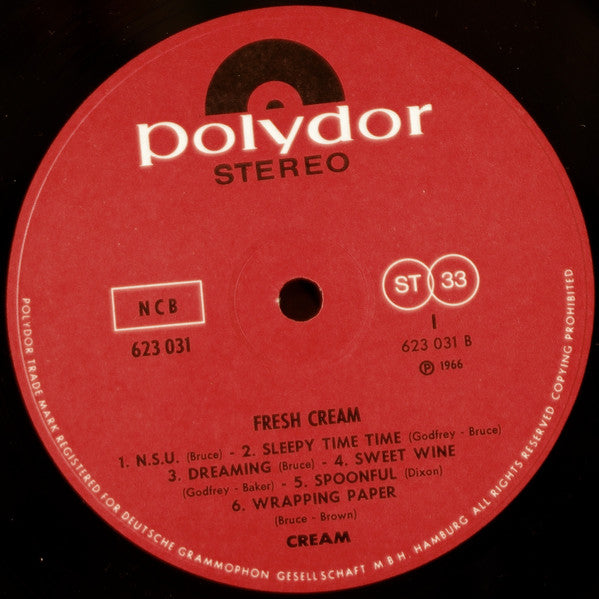 polydor
STEREO
NCB
623 031
ST 33
I
623 031 B
Ⓟ 1966
FRESH CREAM
1. N.S.U. (Bruce) - 2. SLEEPY TIME TIME (Godfrey - Bruce)
3. DREAMING (Bruce) - 4. SWEET WINE
(Godfrey - Baker) - 5. SPOONFUL (Dixon)
6. WRAPPING PAPER
(Bruce - Brown)
CREAM
POLYDOR TRADE MARK REGISTERED FOR DEUTSCHE GRAMMOPHON GESELLSCHAFT M B H. HAMBURG ALL RIGHTS RESERVED COPYING PROHIBITED